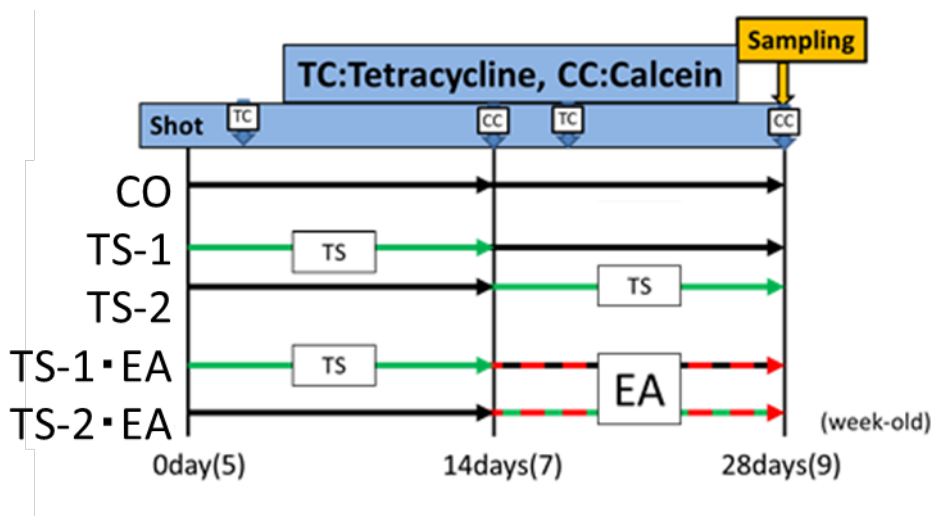 Sampling
TC:Tetracycline, CC:Calcein
Shot
TC
CC
TC
CC
CO
TS-1
TS
TS-2
TS
TS-1・EA
TS
EA
TS-2・EA
(week-old)
0day(5)
14days(7)
28days(9)